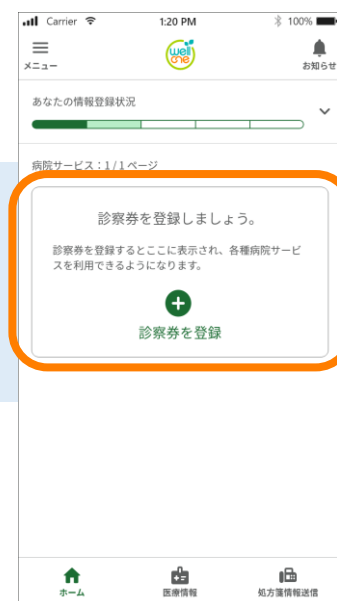 Carrier 1:20 PM 100%
メニュー
well one
お知らせ
あなたの情報登録状況
病院サービス：1 / 1 ページ
診察券を登録しましょう。
診察券を登録するとここに表示され、各種病院サービ
スを利用できるようになります。
診察券を登録
ホーム 医療情報 処方箋情報送信